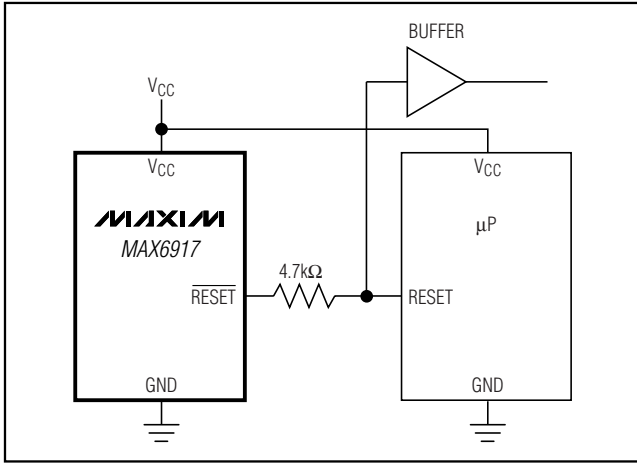 BUFFER
VCC
VCC
MAXIM
MAX6917
RESET
4.7kΩ
GND
VCC
μP
RESET
GND